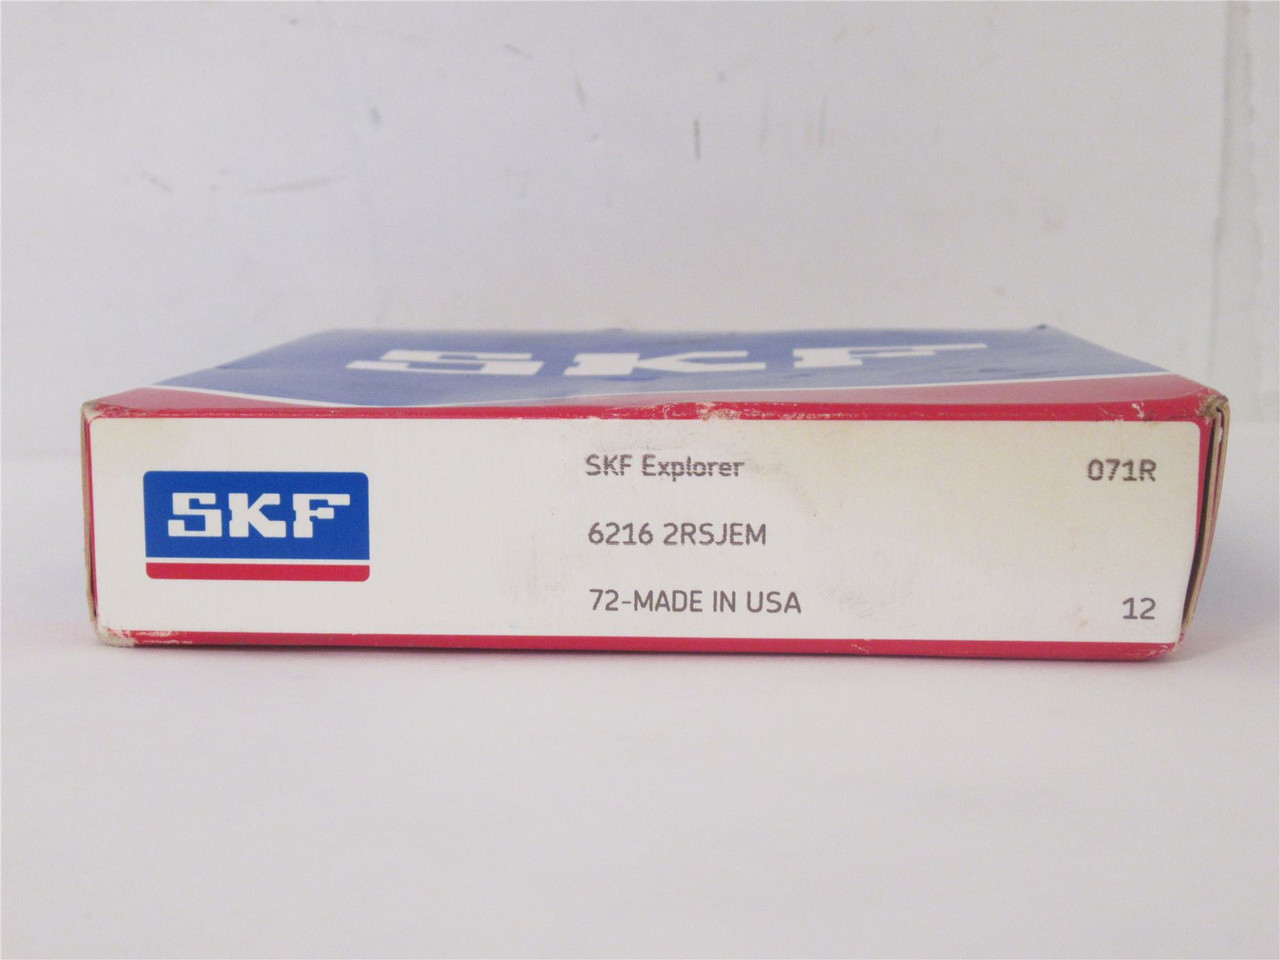 SKF
SKF
SKF Explorer 071R
6216 2RSJEM
72-MADE IN USA 12